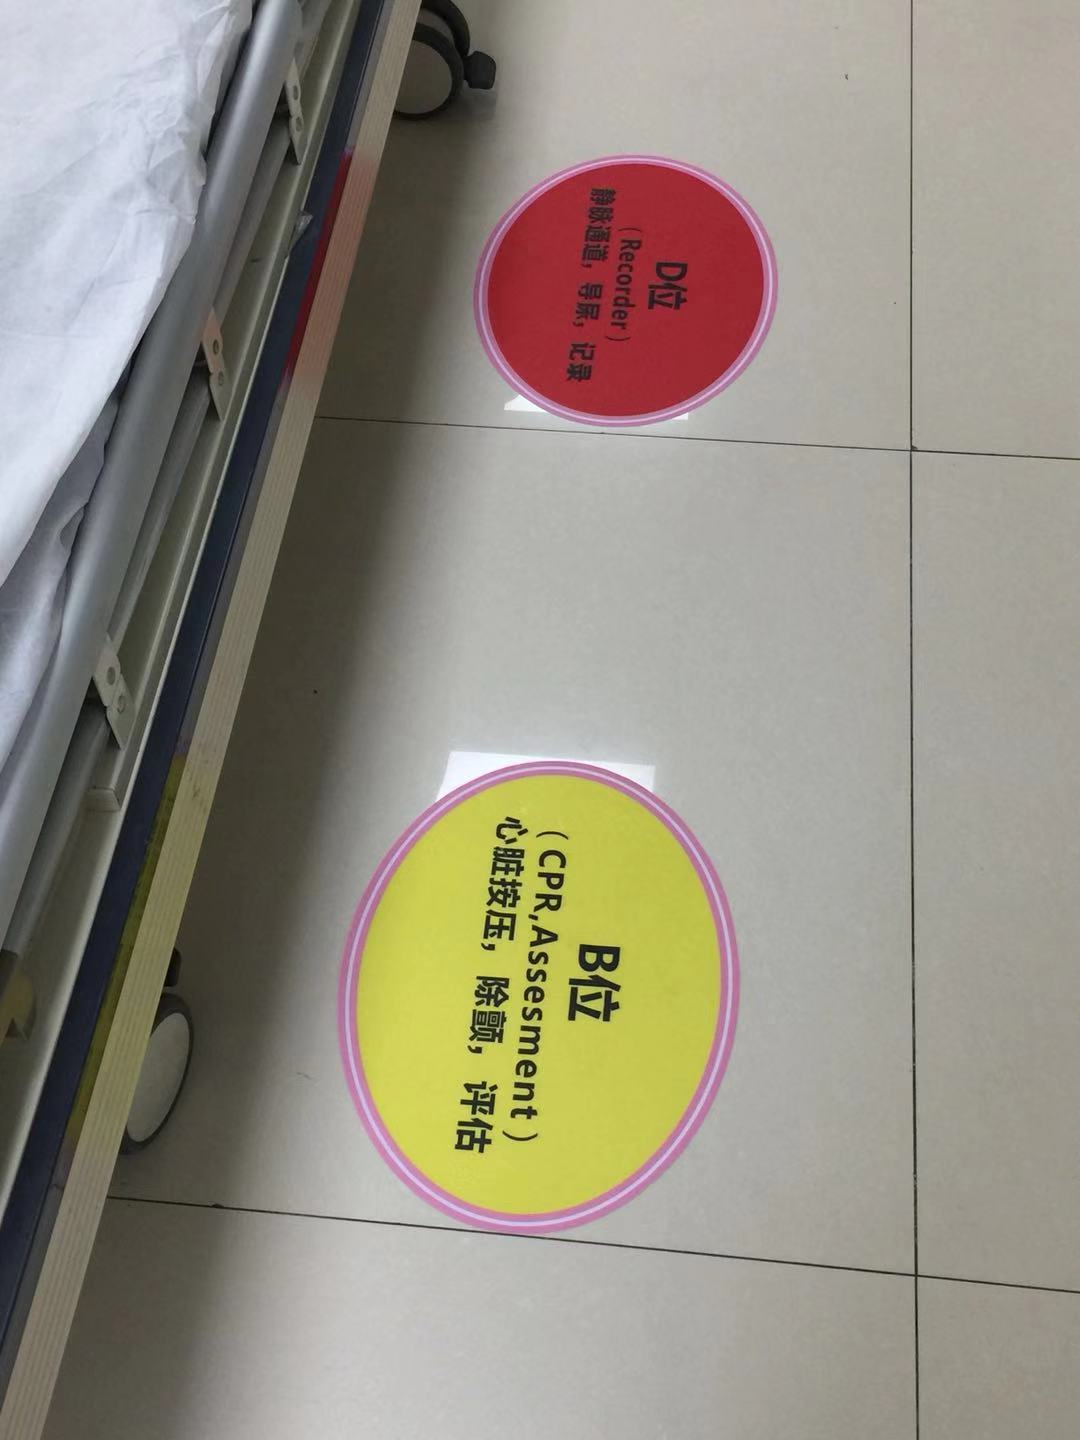 D位
（Recorder）
静脉通道，导尿，记录
B位
（CPR,Assesment）
心脏按压，除颤，评估